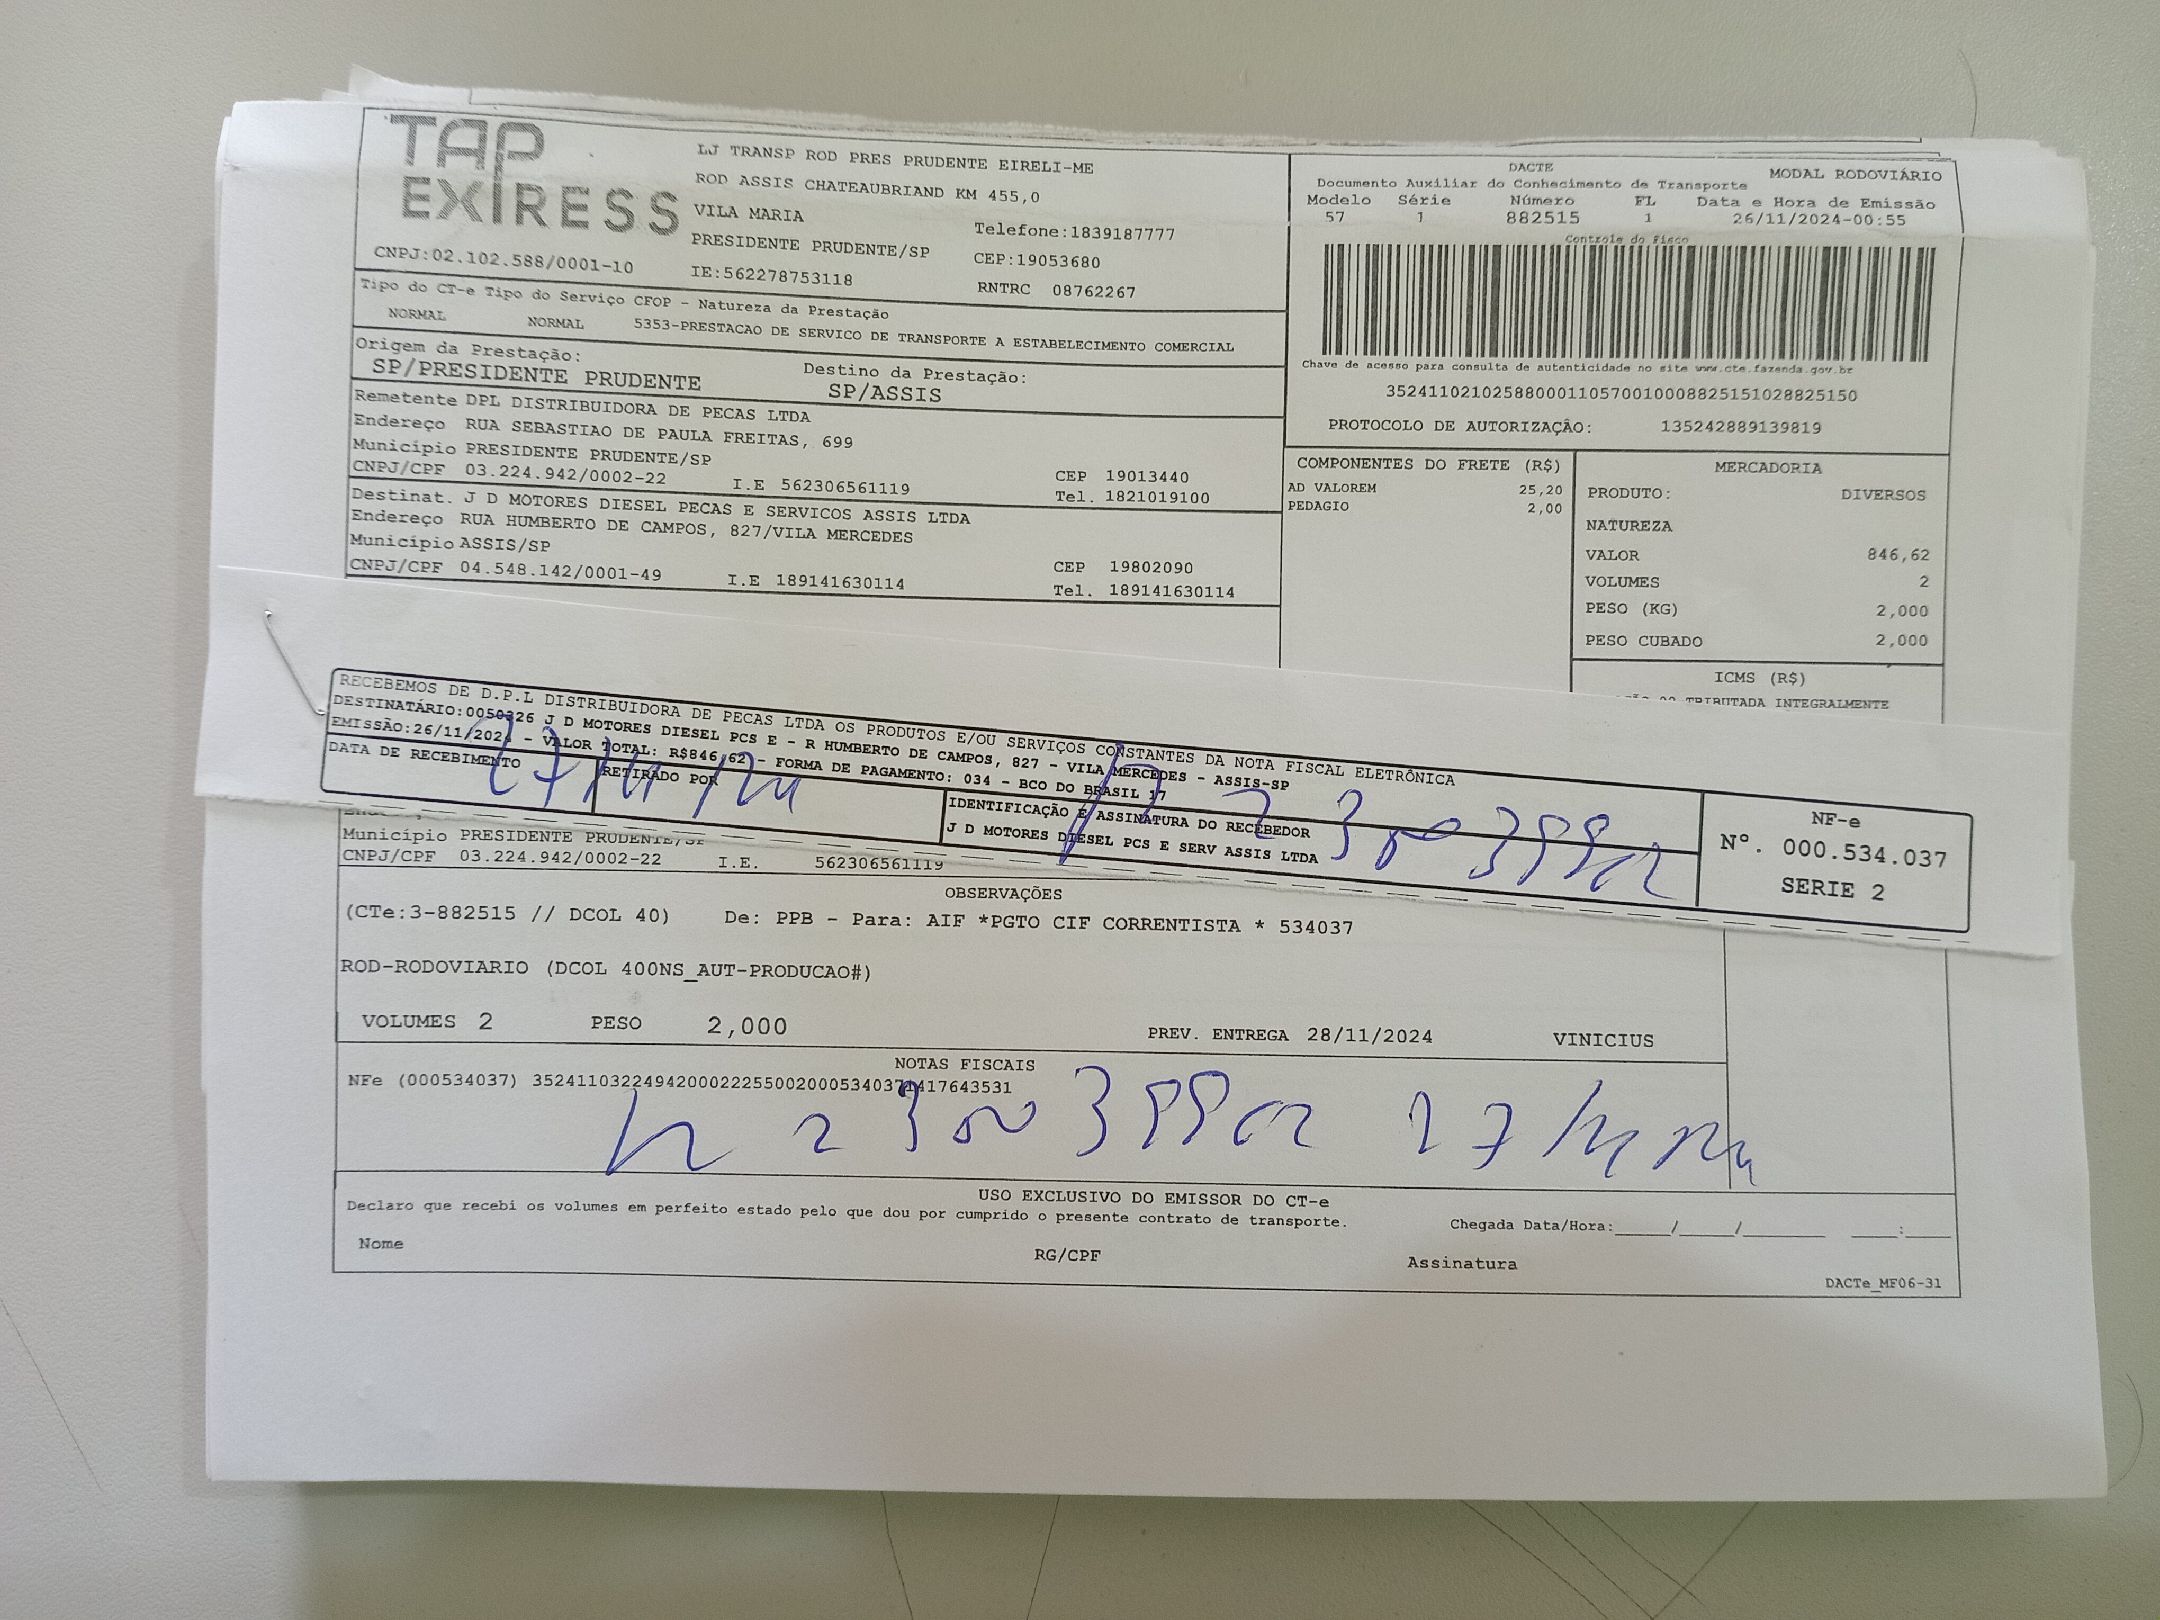 TAP
EXPRESS
CNPJ:02.102.588/0001-10
LJ TRANSP ROD PRES PRUDENTE EIRELI-ME
ROD ASSIS CHATEAUBRIAND KM 455,0
VILA MARIA
Telefone:1839187777
PRESIDENTE PRUDENTE/SP
CEP:19053680
IE:562278753118
RNTRC 08762267
DACTE
MODAL RODOVIÁRIO
Documento Auxiliar do Conhecimento de Transporte
Modelo Série Número FL Data e Hora de Emissão
57 1 882515 1 26/11/2024-00:55
Controle do Fisco
Chave de acesso para consulta de autenticidade no site www.cte.fazenda.gov.br
35241102102588000110570010008825151028825150
PROTOCOLO DE AUTORIZAÇÃO: 135242889139819
Tipo do CT-e Tipo do Serviço CFOP - Natureza da Prestação
NORMAL NORMAL 5353-PRESTACAO DE SERVICO DE TRANSPORTE A ESTABELECIMENTO COMERCIAL
Origem da Prestação: Destino da Prestação:
SP/PRESIDENTE PRUDENTE SP/ASSIS
Remetente DPL DISTRIBUIDORA DE PECAS LTDA
Endereço RUA SEBASTIAO DE PAULA FREITAS, 699
Município PRESIDENTE PRUDENTE/SP CEP 19013440
CNPJ/CPF 03.224.942/0002-22 I.E 562306561119 Tel. 1821019100
Destinat. J D MOTORES DIESEL PECAS E SERVICOS ASSIS LTDA
Endereço RUA HUMBERTO DE CAMPOS, 827/VILA MERCEDES
Município ASSIS/SP CEP 19802090
CNPJ/CPF 04.548.142/0001-49 I.E 189141630114 Tel. 189141630114
COMPONENTES DO FRETE (R$)
AD VALOREM 25,20
PEDAGIO 2,00
MERCADORIA
PRODUTO: DIVERSOS
NATUREZA
VALOR 846,62
VOLUMES 2
PESO (KG) 2,000
PESO CUBADO 2,000
ICMS (R$)
TRIBUTADA INTEGRALMENTE
RECEBEMOS DE D.P.L DISTRIBUIDORA DE PECAS LTDA OS PRODUTOS E/OU SERVIÇOS CONSTANTES DA NOTA FISCAL ELETRÔNICA
DESTINATÁRIO:0050326 J D MOTORES DIESEL PCS E - R HUMBERTO DE CAMPOS, 827 - VILA MERCEDES - ASSIS-SP
EMISSÃO:26/11/2024 - VALOR TOTAL: R$846,62 - FORMA DE PAGAMENTO: 034 - BCO DO BRASIL 17
DATA DE RECEBIMENTO RETIRADO POR
IDENTIFICAÇÃO E ASSINATURA DO RECEBEDOR
J D MOTORES DIESEL PCS E SERV ASSIS LTDA
NF-e
Nº. 000.534.037
SERIE 2
Município PRESIDENTE PRUDENTE/SP
CNPJ/CPF 03.224.942/0002-22 I.E. 562306561119
OBSERVAÇÕES
(CTe:3-882515 // DCOL 40) De: PPB - Para: AIF *PGTO CIF CORRENTISTA * 534037
ROD-RODOVIARIO (DCOL 400NS_AUT-PRODUCAO#)
VOLUMES 2 PESO 2,000 PREV. ENTREGA 28/11/2024 VINICIUS
NOTAS FISCAIS
NFe (000534037) 35241103224942000222550020005340371417643531
USO EXCLUSIVO DO EMISSOR DO CT-e
Declaro que recebi os volumes em perfeito estado pelo que dou por cumprido o presente contrato de transporte. Chegada Data/Hora:_____/_____/_______ ____:____
Nome RG/CPF Assinatura
DACTe_MF06-31